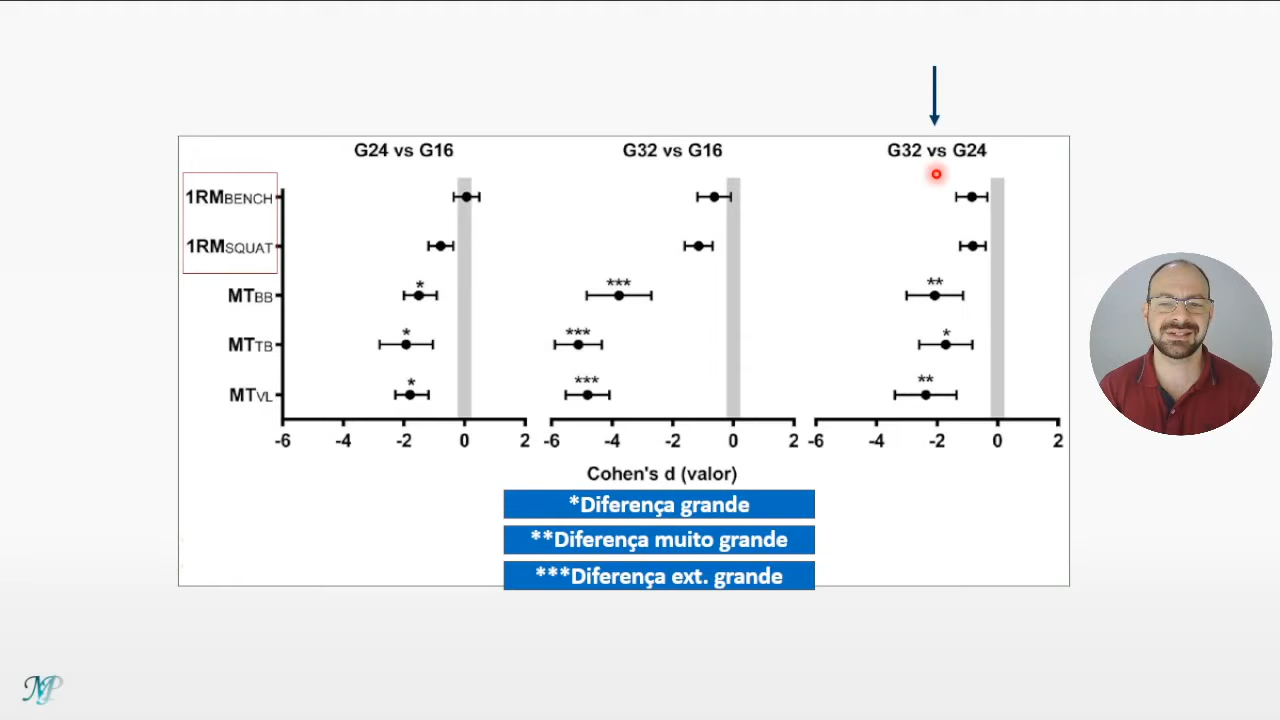 G24 vs G16 G32 vs G16 G32 vs G24
1RMBENCH
1RMSQUAT
MTBB * *** **
MTTB * *** *
MTVL * *** **
-6 -4 -2 0 2 -6 -4 -2 0 2 -6 -4 -2 0 2
Cohen's d (valor)
*Diferença grande
**Diferença muito grande
***Diferença ext. grande
MP